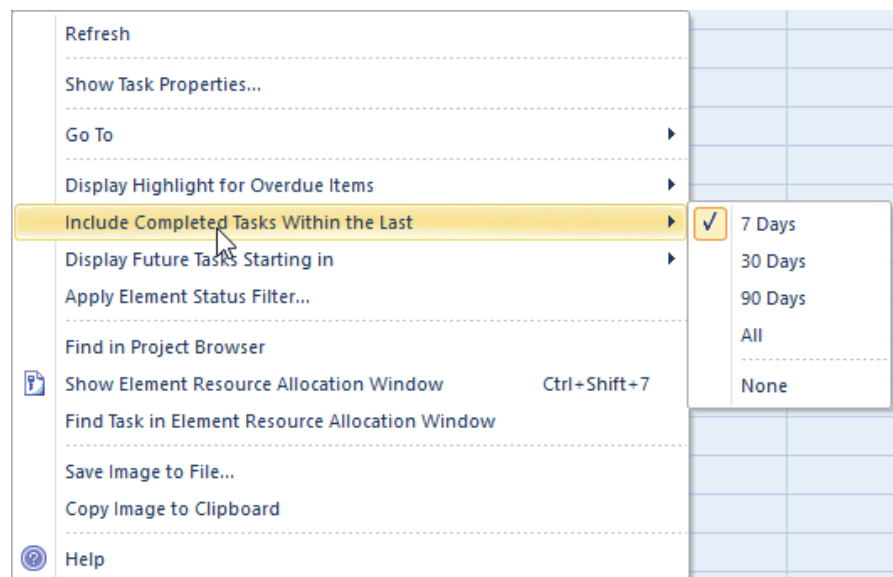 Refresh
Show Task Properties...
Go To
Display Highlight for Overdue Items
Include Completed Tasks Within the Last
Display Future Tasks Starting in
Apply Element Status Filter...
Find in Project Browser
Show Element Resource Allocation Window Ctrl+Shift+7
Find Task in Element Resource Allocation Window
Save Image to File...
Copy Image to Clipboard
Help
7 Days
30 Days
90 Days
All
None